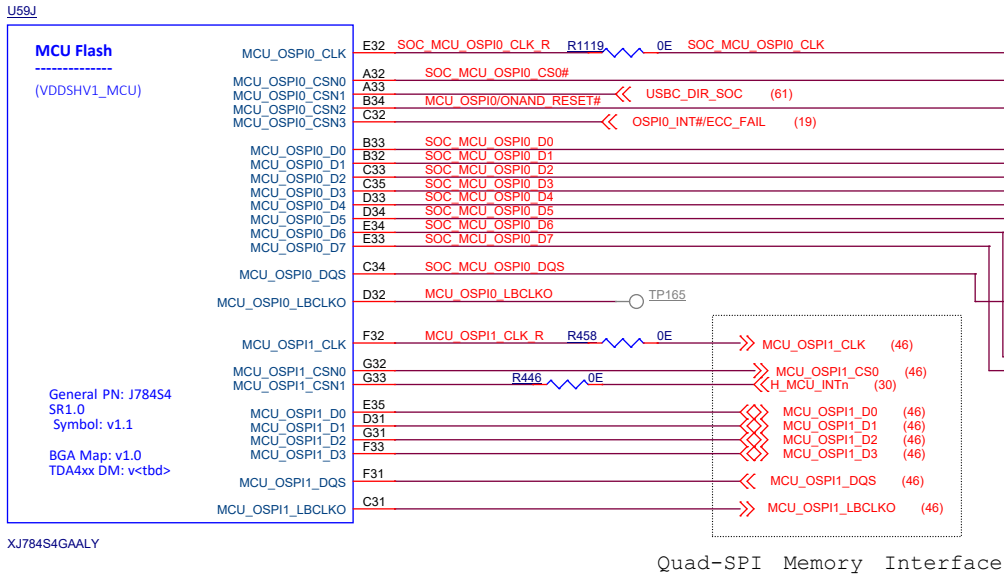 U59J
MCU Flash
--------------
(VDDSHV1_MCU)
MCU_OSPI0_CLK E32 SOC_MCU_OSPI0_CLK_R R1119 0E SOC_MCU_OSPI0_CLK
MCU_OSPI0_CSN0 A32 SOC_MCU_OSPI0_CS0#
MCU_OSPI0_CSN1 A33 USBC_DIR_SOC (61)
MCU_OSPI0_CSN2 B34 MCU_OSPI0/ONAND_RESET#
MCU_OSPI0_CSN3 C32 OSPI0_INT#/ECC_FAIL (19)
MCU_OSPI0_D0 B33 SOC_MCU_OSPI0_D0
MCU_OSPI0_D1 B32 SOC_MCU_OSPI0_D1
MCU_OSPI0_D2 C33 SOC_MCU_OSPI0_D2
MCU_OSPI0_D3 C35 SOC_MCU_OSPI0_D3
MCU_OSPI0_D4 D33 SOC_MCU_OSPI0_D4
MCU_OSPI0_D5 D34 SOC_MCU_OSPI0_D5
MCU_OSPI0_D6 E34 SOC_MCU_OSPI0_D6
MCU_OSPI0_D7 E33 SOC_MCU_OSPI0_D7
MCU_OSPI0_DQS C34 SOC_MCU_OSPI0_DQS
MCU_OSPI0_LBCLKO D32 MCU_OSPI0_LBCLKO TP165
MCU_OSPI1_CLK F32 MCU_OSPI1_CLK_R R458 0E MCU_OSPI1_CLK (46)
MCU_OSPI1_CSN0 G32 MCU_OSPI1_CS0 (46)
MCU_OSPI1_CSN1 G33 R446 0E H_MCU_INTn (30)
MCU_OSPI1_D0 E35 MCU_OSPI1_D0 (46)
MCU_OSPI1_D1 D31 MCU_OSPI1_D1 (46)
MCU_OSPI1_D2 G31 MCU_OSPI1_D2 (46)
MCU_OSPI1_D3 F33 MCU_OSPI1_D3 (46)
MCU_OSPI1_DQS F31 MCU_OSPI1_DQS (46)
MCU_OSPI1_LBCLKO C31 MCU_OSPI1_LBCLKO (46)
General PN: J784S4
SR1.0
Symbol: v1.1
BGA Map: v1.0
TDA4xx DM: v<tbd>
XJ784S4GAALY
Quad-SPI Memory Interface